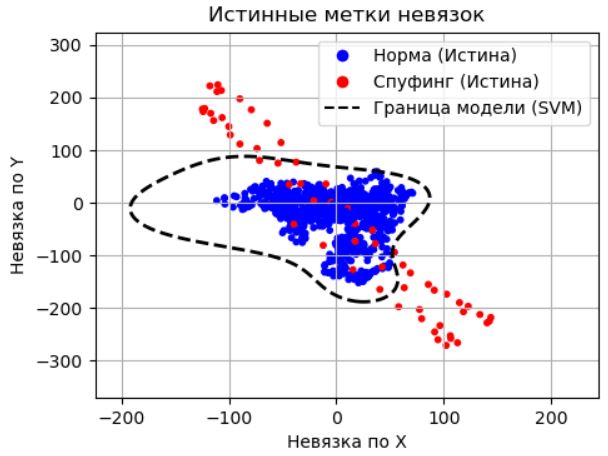 Истинные метки невязок
Норма (Истина)
Спуфинг (Истина)
Граница модели (SVM)
300
200
100
0
−100
−200
−300
Невязка по Y
−200
−100
0
100
200
Невязка по X